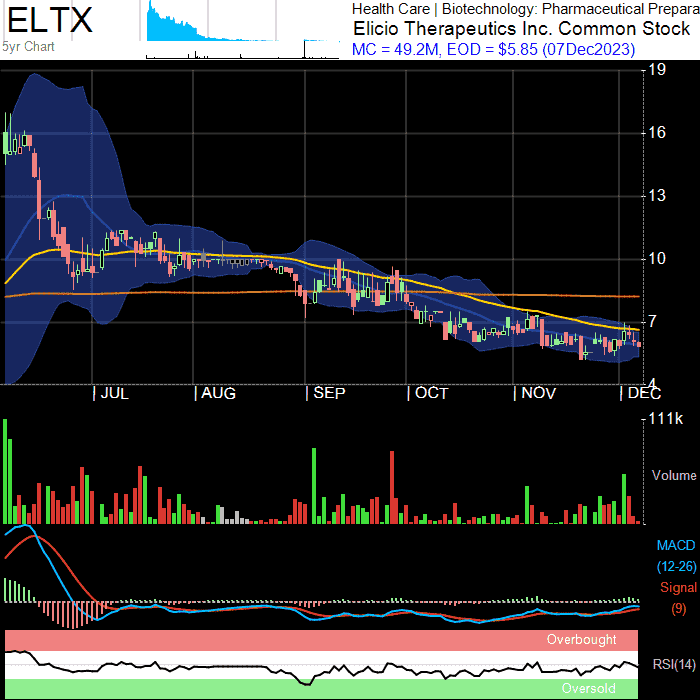 ELTX
5yr Chart
Health Care | Biotechnology: Pharmaceutical Prepara
Elicio Therapeutics Inc. Common Stock
MC = 49.2M, EOD = $5.85 (07Dec2023)
19
16
13
10
7
4
JUL
AUG
SEP
OCT
NOV
DEC
111k
Volume
MACD
(12-26)
Signal
(9)
Overbought
RSI(14)
Oversold